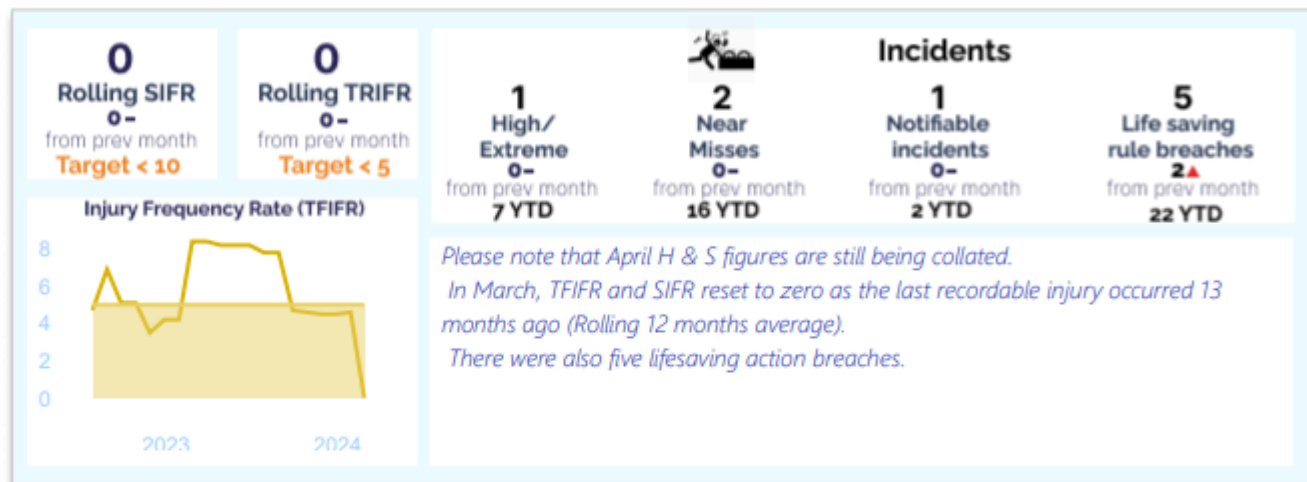 0
Rolling SIFR
0-
from prev month
Target < 10
0
Rolling TRIFR
0-
from prev month
Target < 5
Incidents
1
High/
Extreme
0-
from prev month
7 YTD
2
Near
Misses
0-
from prev month
16 YTD
1
Notifiable
incidents
0-
from prev month
2 YTD
5
Life saving
rule breaches
2▲
from prev month
22 YTD
Injury Frequency Rate (TFIFR)
8
6
4
2
0
2023
2024
Please note that April H & S figures are still being collated.
In March, TFIFR and SIFR reset to zero as the last recordable injury occurred 13
months ago (Rolling 12 months average).
There were also five lifesaving action breaches.